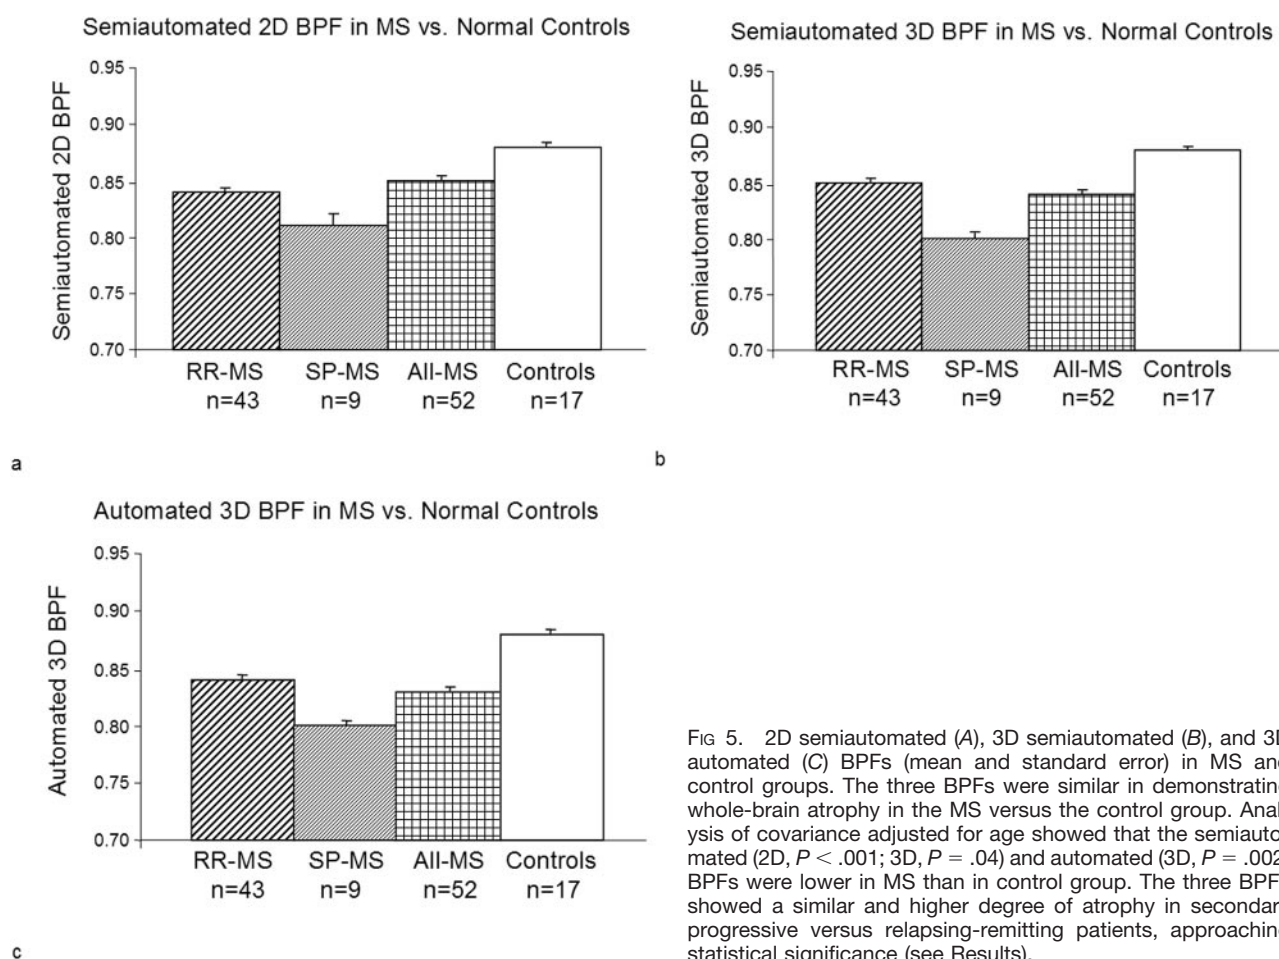 Semiautomated 2D BPF in MS vs. Normal Controls
Semiautomated 2D BPF
0.95
0.90
0.85
0.80
0.75
0.70
RR-MS SP-MS All-MS Controls
n=43 n=9 n=52 n=17
a
Semiautomated 3D BPF in MS vs. Normal Controls
Semiautomated 3D BPF
0.95
0.90
0.85
0.80
0.75
0.70
RR-MS SP-MS All-MS Controls
n=43 n=9 n=52 n=17
b
Automated 3D BPF in MS vs. Normal Controls
Automated 3D BPF
0.95
0.90
0.85
0.80
0.75
0.70
RR-MS SP-MS All-MS Controls
n=43 n=9 n=52 n=17
c
FIG 5. 2D semiautomated (A), 3D semiautomated (B), and 3D
automated (C) BPFs (mean and standard error) in MS and
control groups. The three BPFs were similar in demonstrating
whole-brain atrophy in the MS versus the control group. Anal
ysis of covariance adjusted for age showed that the semiauto
mated (2D, P < .001; 3D, P = .04) and automated (3D, P = .002
BPFs were lower in MS than in control group. The three BPF
showed a similar and higher degree of atrophy in secondar
progressive versus relapsing-remitting patients, approaching
statistical significance (see Results).